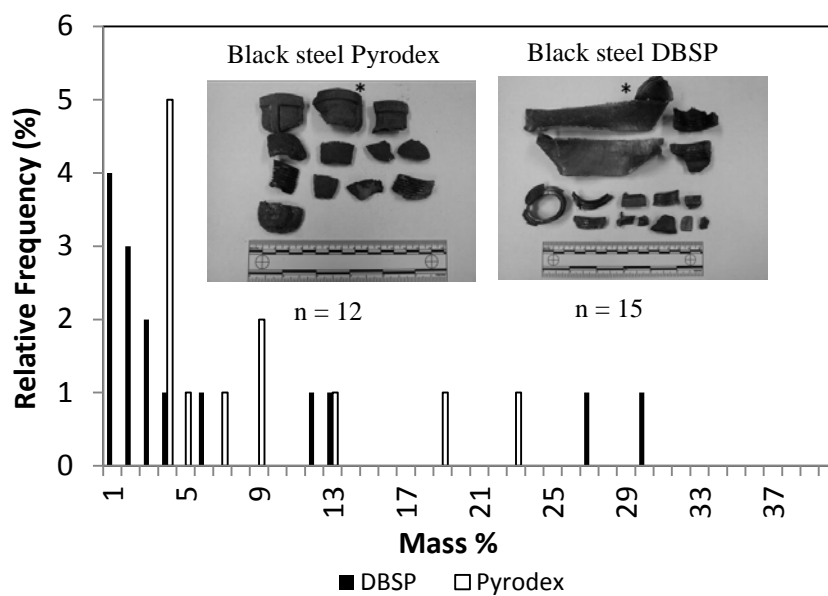 Black steel Pyrodex
Black steel DBSP
*
*
n = 12
n = 15
Relative Frequency (%)
6
5
4
3
2
1
0
1
5
9
13
17
21
25
29
33
37
Mass %
DBSP
Pyrodex